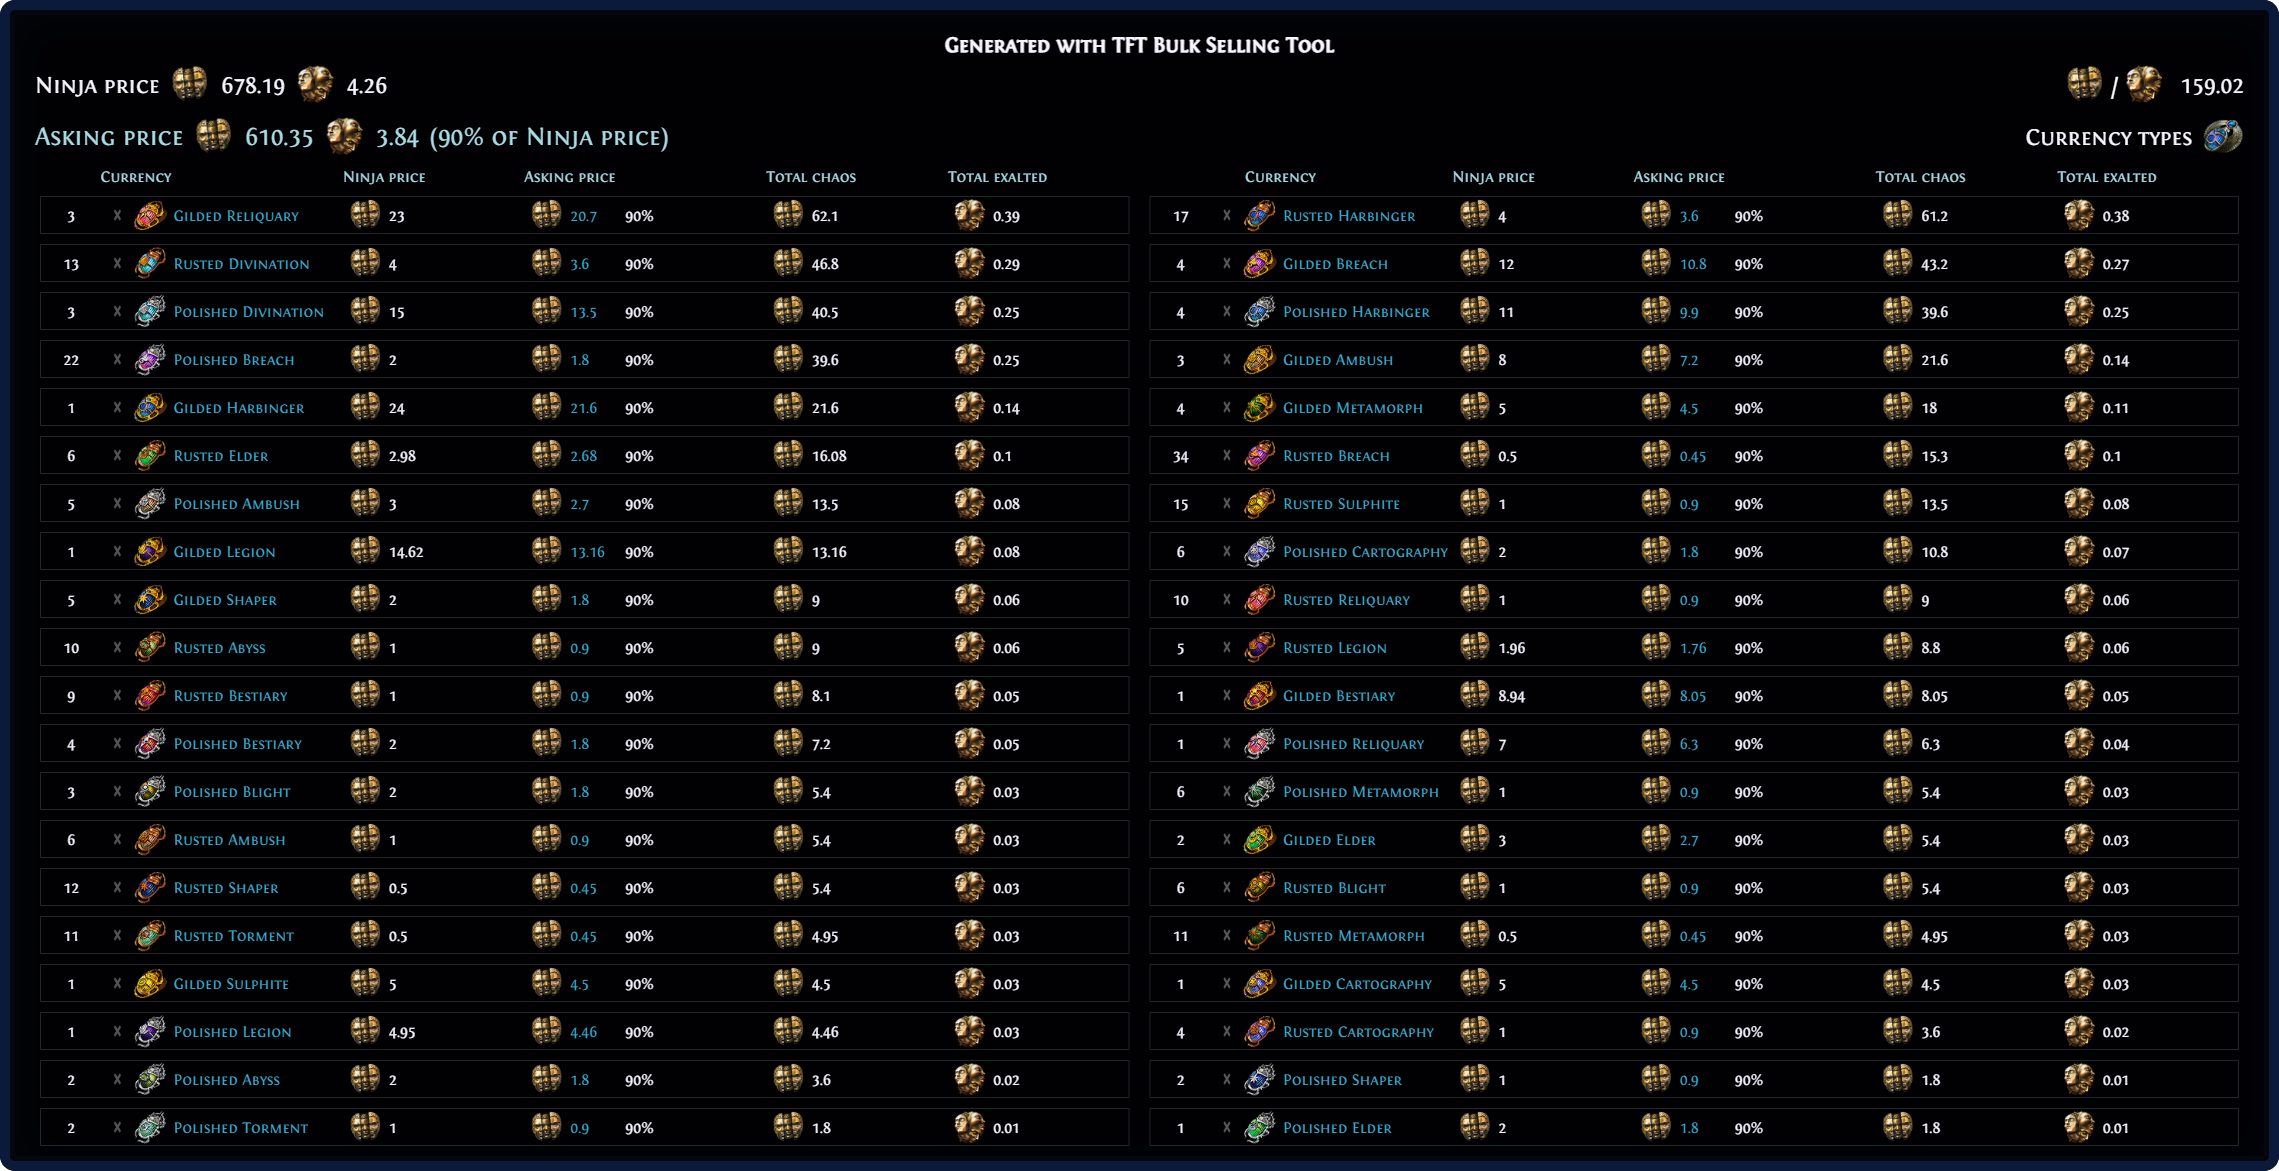 Generated with TFT Bulk Selling Tool
Ninja price 678.19 4.26 / 159.02
Asking price 610.35 3.84 (90% of Ninja price) Currency types
Currency Ninja price Asking price Total chaos Total exalted Currency Ninja price Asking price Total chaos Total exalted
3 x Gilded Reliquary 23 20.7 90% 62.1 0.39 17 x Rusted Harbinger 4 3.6 90% 61.2 0.38
13 x Rusted Divination 4 3.6 90% 46.8 0.29 4 x Gilded Breach 12 10.8 90% 43.2 0.27
3 x Polished Divination 15 13.5 90% 40.5 0.25 4 x Polished Harbinger 11 9.9 90% 39.6 0.25
22 x Polished Breach 2 1.8 90% 39.6 0.25 3 x Gilded Ambush 8 7.2 90% 21.6 0.14
1 x Gilded Harbinger 24 21.6 90% 21.6 0.14 4 x Gilded Metamorph 5 4.5 90% 18 0.11
6 x Rusted Elder 2.98 2.68 90% 16.08 0.1 34 x Rusted Breach 0.5 0.45 90% 15.3 0.1
5 x Polished Ambush 3 2.7 90% 13.5 0.08 15 x Rusted Sulphite 1 0.9 90% 13.5 0.08
1 x Gilded Legion 14.62 13.16 90% 13.16 0.08 6 x Polished Cartography 2 1.8 90% 10.8 0.07
5 x Gilded Shaper 2 1.8 90% 9 0.06 10 x Rusted Reliquary 1 0.9 90% 9 0.06
10 x Rusted Abyss 1 0.9 90% 9 0.06 5 x Rusted Legion 1.96 1.76 90% 8.8 0.06
9 x Rusted Bestiary 1 0.9 90% 8.1 0.05 1 x Gilded Bestiary 8.94 8.05 90% 8.05 0.05
4 x Polished Bestiary 2 1.8 90% 7.2 0.05 1 x Polished Reliquary 7 6.3 90% 6.3 0.04
3 x Polished Blight 2 1.8 90% 5.4 0.03 6 x Polished Metamorph 1 0.9 90% 5.4 0.03
6 x Rusted Ambush 1 0.9 90% 5.4 0.03 2 x Gilded Elder 3 2.7 90% 5.4 0.03
12 x Rusted Shaper 0.5 0.45 90% 5.4 0.03 6 x Rusted Blight 1 0.9 90% 5.4 0.03
11 x Rusted Torment 0.5 0.45 90% 4.95 0.03 11 x Rusted Metamorph 0.5 0.45 90% 4.95 0.03
1 x Gilded Sulphite 5 4.5 90% 4.5 0.03 1 x Gilded Cartography 5 4.5 90% 4.5 0.03
1 x Polished Legion 4.95 4.46 90% 4.46 0.03 4 x Rusted Cartography 1 0.9 90% 3.6 0.02
2 x Polished Abyss 2 1.8 90% 3.6 0.02 2 x Polished Shaper 1 0.9 90% 1.8 0.01
2 x Polished Torment 1 0.9 90% 1.8 0.01 1 x Polished Elder 2 1.8 90% 1.8 0.01